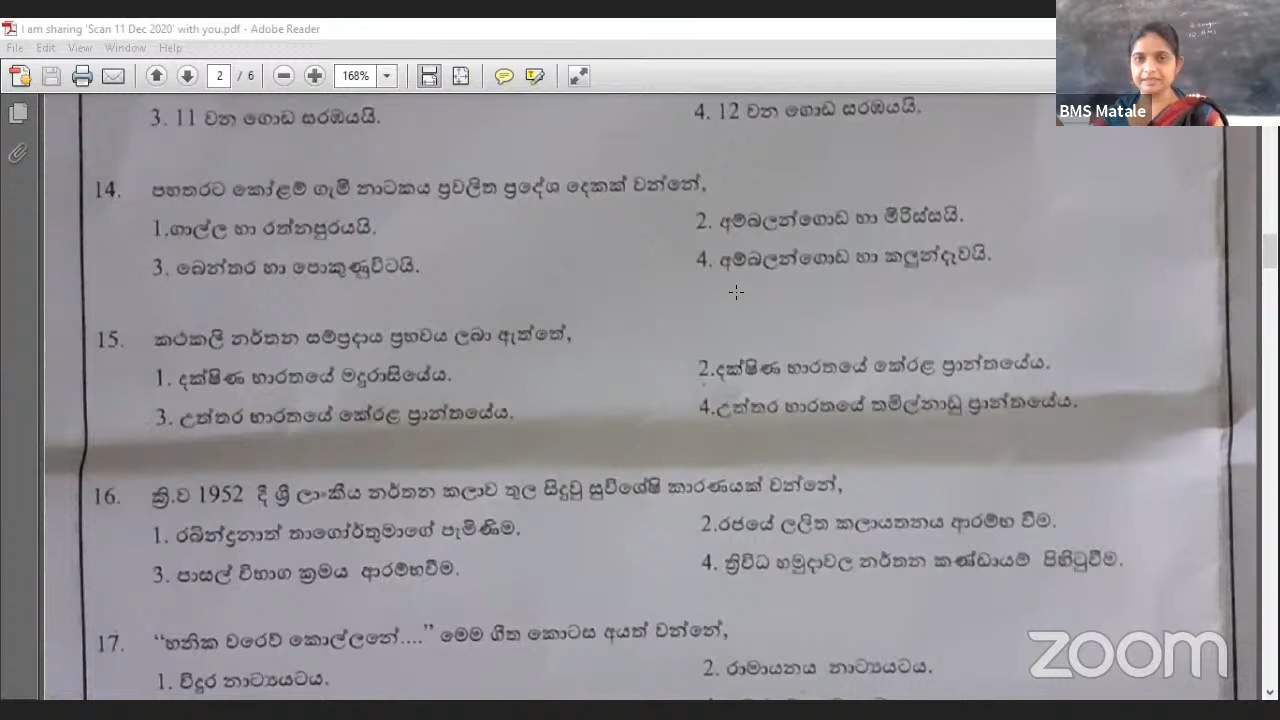 I am sharing 'Scan 11 Dec 2020' with you.pdf - Adobe Reader
File Edit View Window Help
2 / 6 168%
BMS Matale
3. 11 වන ගොඩ සරඹයයි. 4. 12 වන ගොඩ සරඹයයි.
14. පහතරට කෝළම් ගැමි නාටකය ප්‍රචලිත ප්‍රදේශ දෙකක් වන්නේ,
1.ගාල්ල හා රත්නපුරයයි. 2. අම්බලන්ගොඩ හා මිරිස්සයි.
3. බෙන්තර හා පොකුණුවිටයි. 4. අම්බලන්ගොඩ හා කලුන්දෑවයි.
15. කථකලි නර්තන සම්ප්‍රදාය ප්‍රභවය ලබා ඇත්තේ,
1. දක්ෂිණ භාරතයේ මදුරාසියේය. 2.දක්ෂිණ භාරතයේ කේරළ ප්‍රාන්තයේය.
3. උත්තර භාරතයේ කේරළ ප්‍රාන්තයේය. 4.උත්තර භාරතයේ තමිල්නාඩු ප්‍රාන්තයේය.
16. ක්‍රි.ව 1952 දී ශ්‍රී ලාංකීය නර්තන කලාව තුල සිදුවූ සුවිශේෂි කාරණයක් වන්නේ,
1. රබින්ද්‍රනාත් තාගෝර්තුමාගේ පැමිණිම. 2.රජයේ ලලිත කලායතනය ආරම්භ වීම.
3. පාසල් විභාග ක්‍රමය ආරම්භවීම. 4. ත්‍රිවිධ හමුදාවල නර්තන කණ්ඩායම් පිහිටුවීම.
17. “හනික වරෙව් කොල්ලනේ....” මෙම ගීත කොටස අයත් වන්නේ,
1. විදුර නාට්‍යයටය. 2. රාමායනය නාට්‍යයටය.
zoom